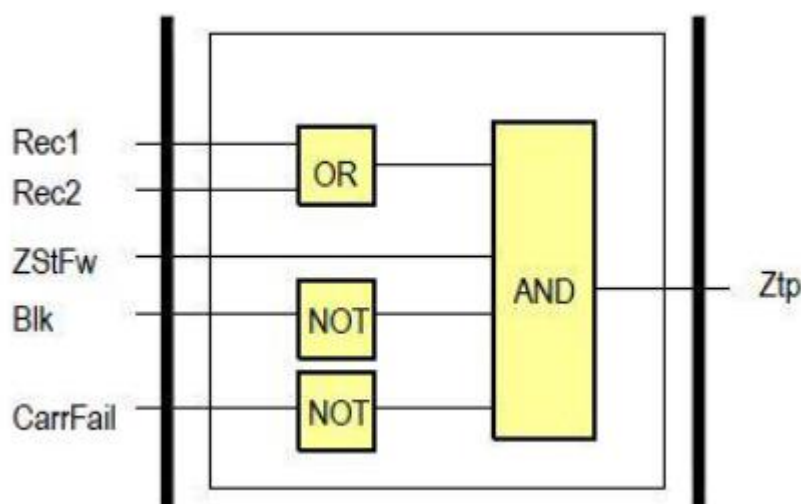 Rec1
OR
Rec2
ZStFw
AND
Ztp
Blk
NOT
CarrFail
NOT